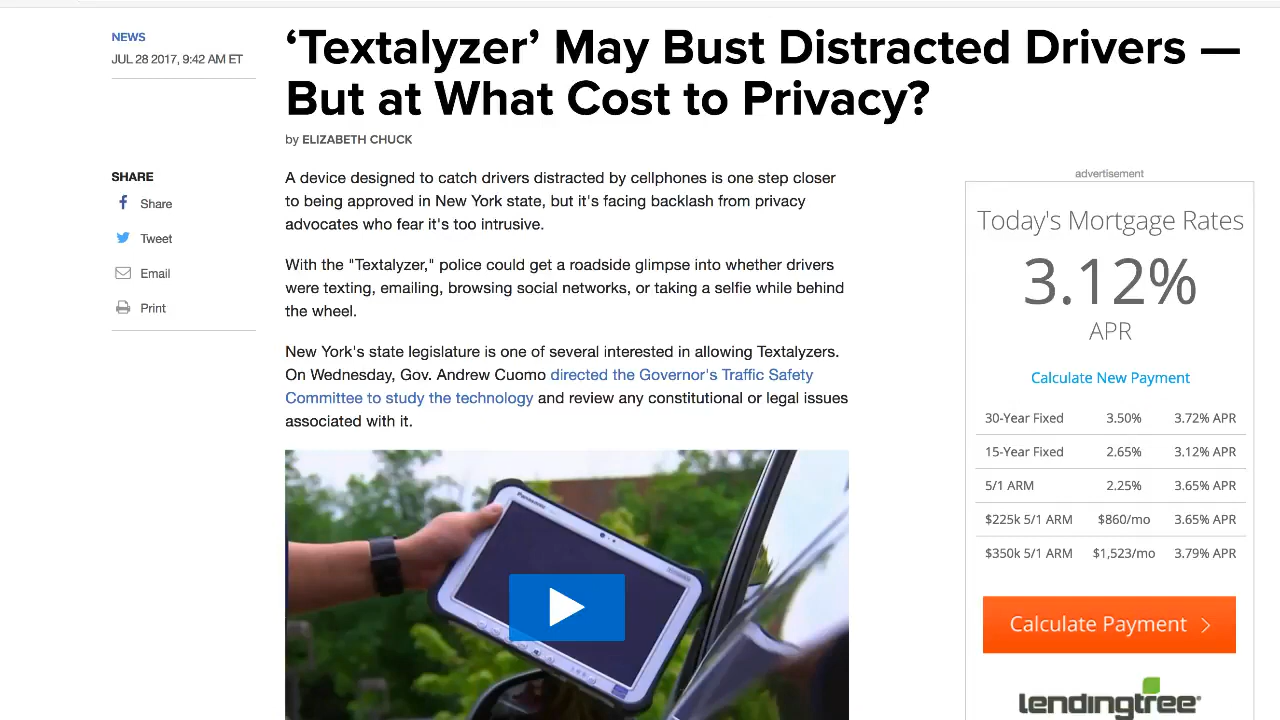 NEWS
JUL 28 2017, 9:42 AM ET
‘Textalyzer’ May Bust Distracted Drivers —
But at What Cost to Privacy?
by ELIZABETH CHUCK
SHARE
Share
Tweet
Email
Print
A device designed to catch drivers distracted by cellphones is one step closer
to being approved in New York state, but it's facing backlash from privacy
advocates who fear it's too intrusive.
With the "Textalyzer," police could get a roadside glimpse into whether drivers
were texting, emailing, browsing social networks, or taking a selfie while behind
the wheel.
New York's state legislature is one of several interested in allowing Textalyzers.
On Wednesday, Gov. Andrew Cuomo directed the Governor's Traffic Safety
Committee to study the technology and review any constitutional or legal issues
associated with it.
Panasonic
advertisement
Today's Mortgage Rates
3.12%
APR
Calculate New Payment
30-Year Fixed 3.50% 3.72% APR
15-Year Fixed 2.65% 3.12% APR
5/1 ARM 2.25% 3.65% APR
$225k 5/1 ARM $860/mo 3.65% APR
$350k 5/1 ARM $1,523/mo 3.79% APR
Calculate Payment
lendingtree